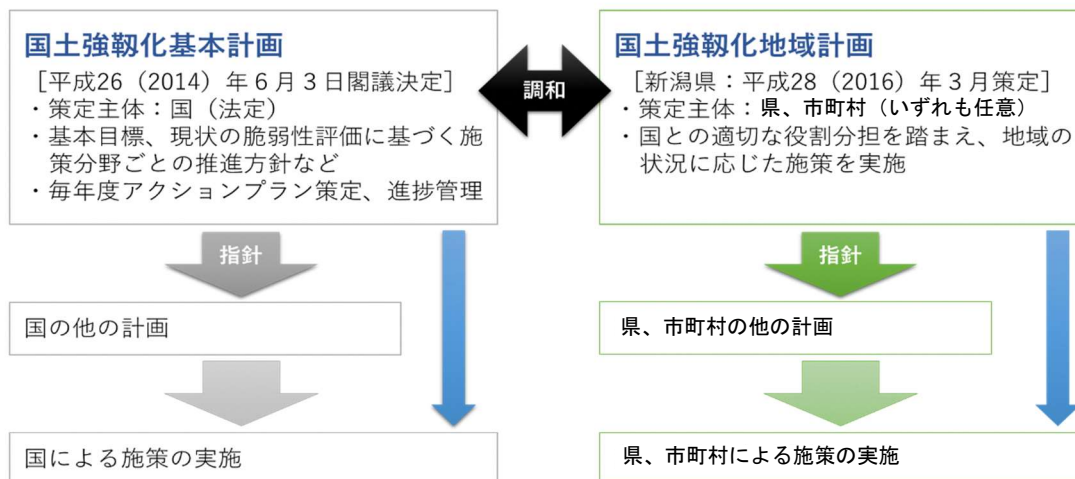 国土強靱化基本計画
［平成26（2014）年６月３日閣議決定］
・策定主体：国（法定）
・基本目標、現状の脆弱性評価に基づく施
策分野ごとの推進方針など
・毎年度アクションプラン策定、進捗管理
調和
国土強靱化地域計画
［新潟県：平成28（2016）年３月策定］
・策定主体：県、市町村（いずれも任意）
・国との適切な役割分担を踏まえ、地域の
状況に応じた施策を実施
指針
指針
国の他の計画
県、市町村の他の計画
国による施策の実施
県、市町村による施策の実施